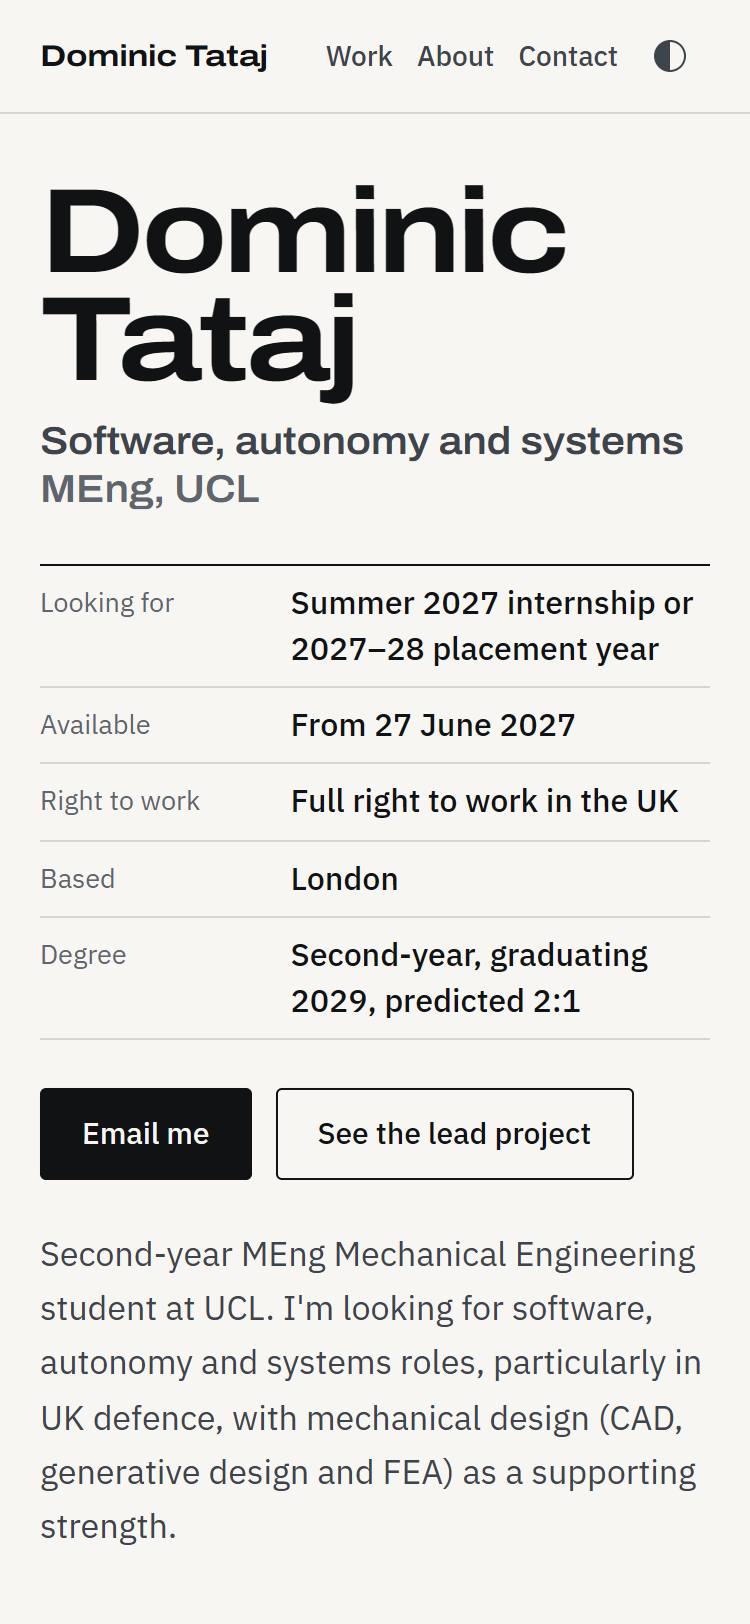 Dominic Tataj
Work About Contact
Dominic
Tataj
Software, autonomy and systems
MEng, UCL
Looking for
Summer 2027 internship or
2027–28 placement year
Available
From 27 June 2027
Right to work
Full right to work in the UK
Based
London
Degree
Second-year, graduating
2029, predicted 2:1
Email me
See the lead project
Second-year MEng Mechanical Engineering
student at UCL. I'm looking for software,
autonomy and systems roles, particularly in
UK defence, with mechanical design (CAD,
generative design and FEA) as a supporting
strength.